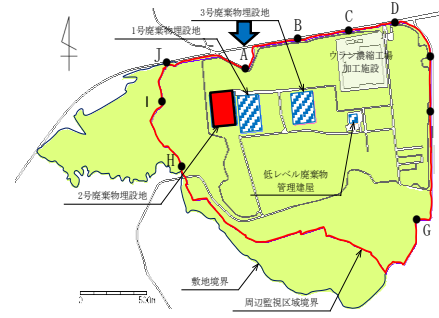 3号廃棄物埋設地
1号廃棄物埋設地
D
C
B
ウラン濃縮工場
加工施設
J
A
I
H
低レベル廃棄物
管理建屋
2号廃棄物埋設地
G
敷地境界
周辺監視区域境界
0
500m